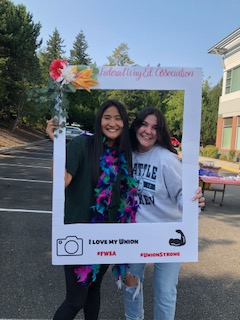 Federal Way Ed. Association
I LOVE MY UNION
#FWEA
#UNIONSTRONG